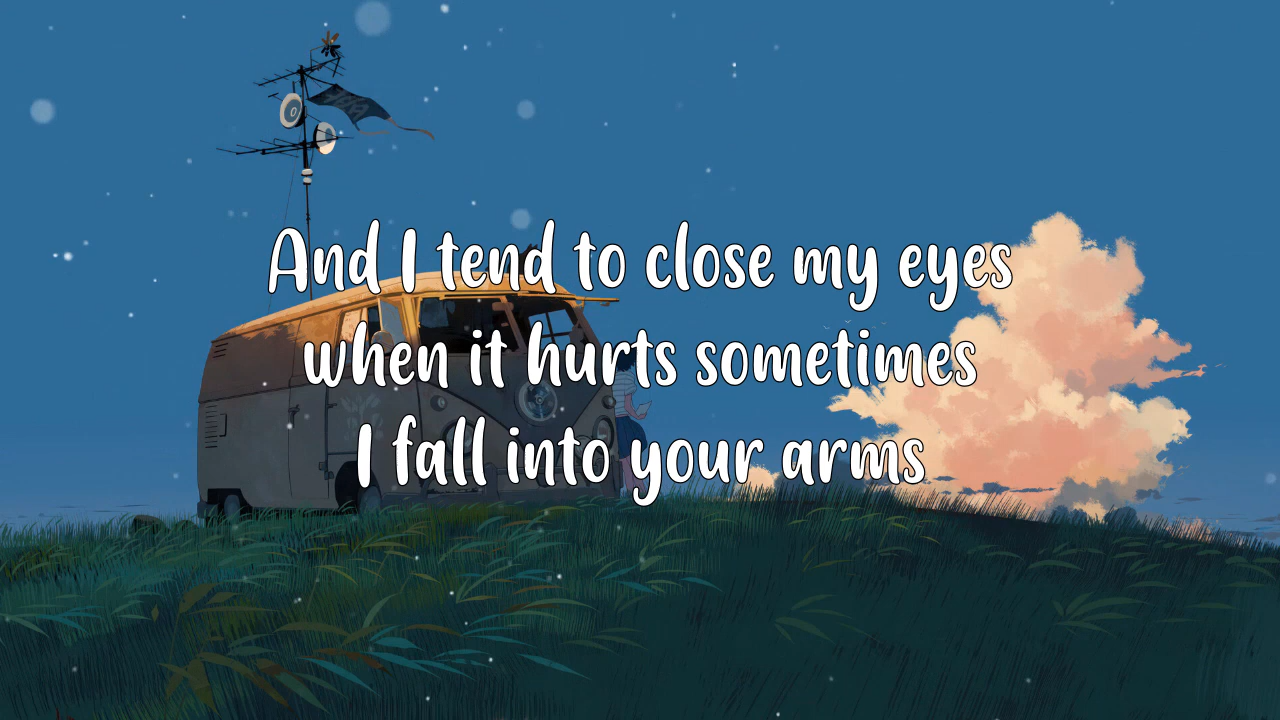 And I tend to close my eyes
when it hurts sometimes
I fall into your arms